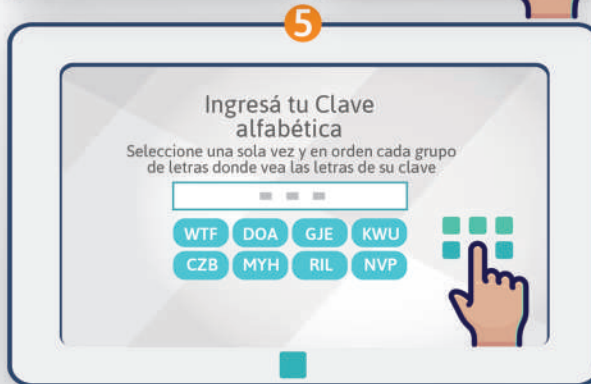 5
Ingresá tu Clave
alfabética
Seleccione una sola vez y en orden cada grupo
de letras donde vea las letras de su clave
WTF DOA GJE KWU
CZB MYH RIL NVP